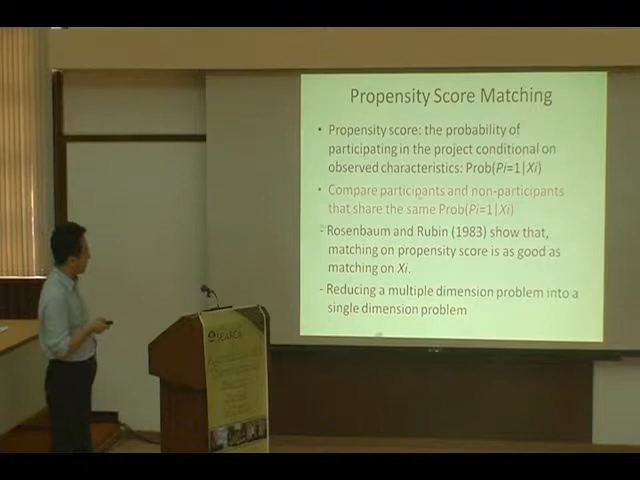 Propensity Score Matching
• Propensity score: the probability of
participating in the project conditional on
observed characteristics: Prob(Pi=1|Xi)
• Compare participants and non-participants
that share the same Prob(Pi=1|Xi)
- Rosenbaum and Rubin (1983) show that,
matching on propensity score is as good as
matching on Xi.
- Reducing a multiple dimension problem into a
single dimension problem
SEARCA